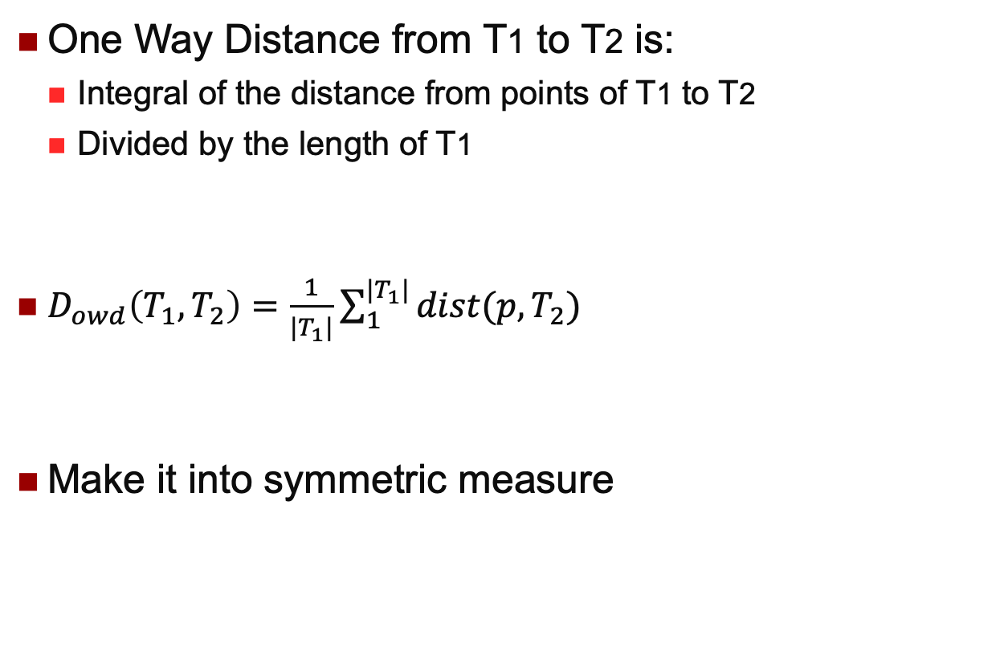 One Way Distance from T1 to T2 is:
Integral of the distance from points of T1 to T2
Divided by the length of T1
D_{owd}(T_1, T_2) = \frac{1}{|T_1|} \sum_{1}^{|T_1|} dist(p, T_2)
Make it into symmetric measure